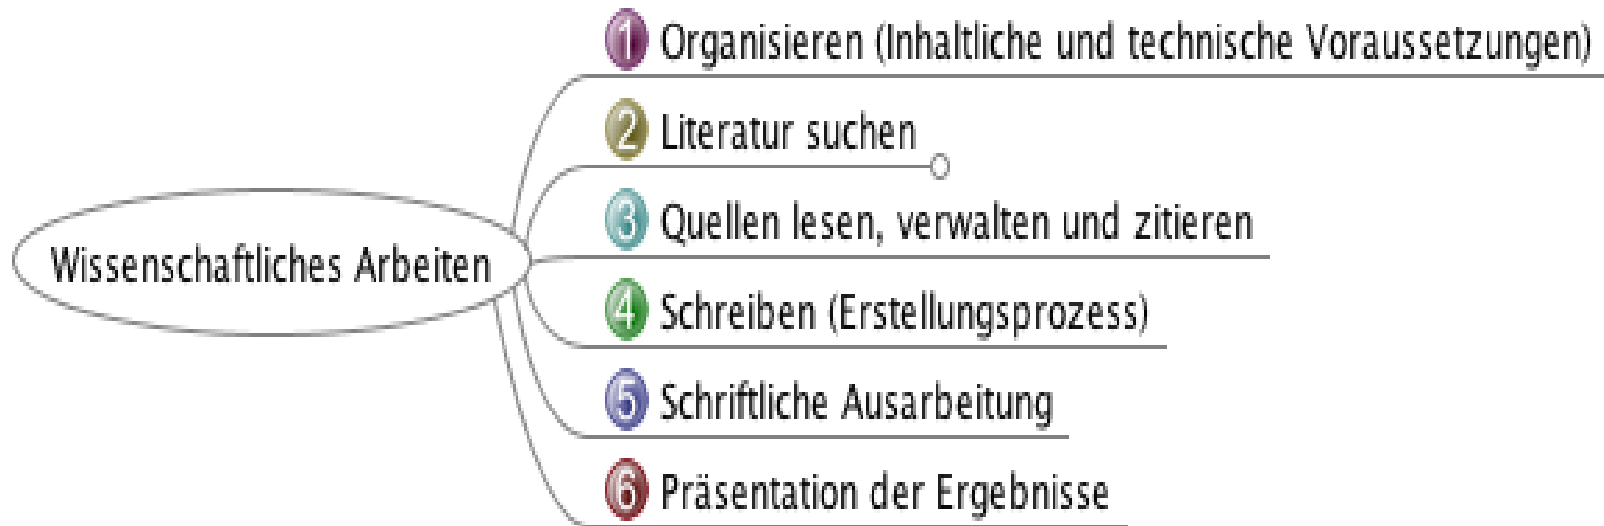 1 Organisieren (Inhaltliche und technische Voraussetzungen)
2 Literatur suchen
3 Quellen lesen, verwalten und zitieren
Wissenschaftliches Arbeiten
4 Schreiben (Erstellungsprozess)
5 Schriftliche Ausarbeitung
6 Präsentation der Ergebnisse